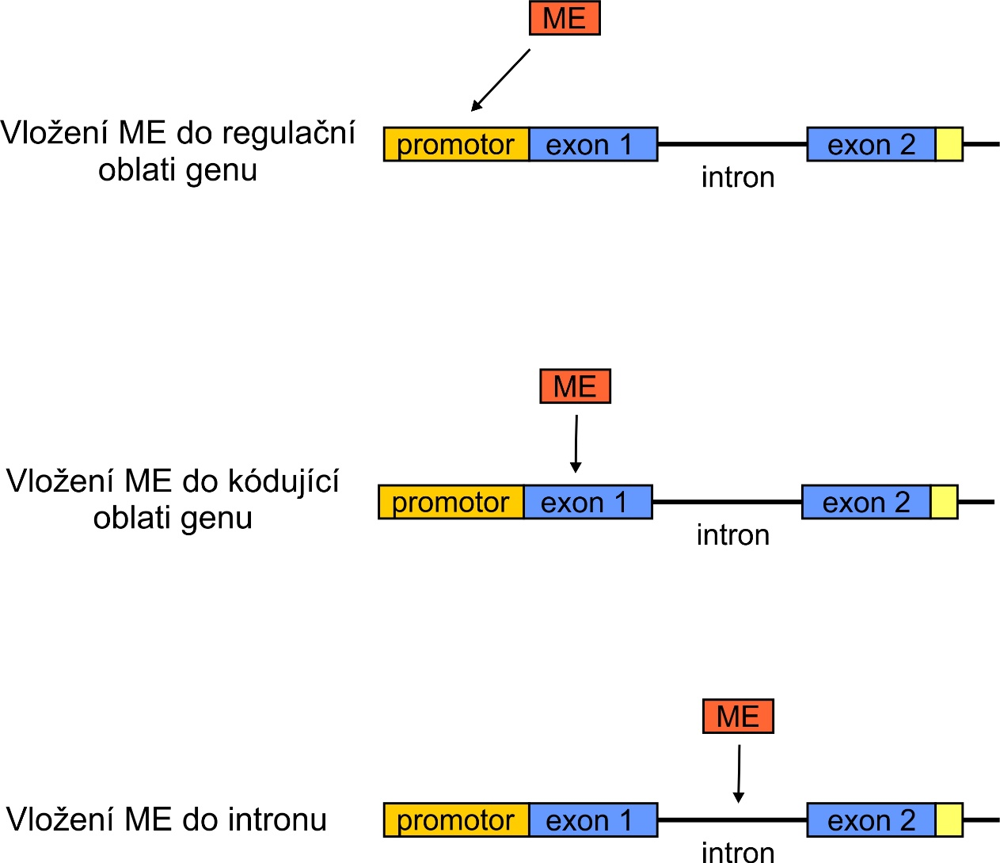 ME
Vložení ME do regulační
oblati genu
promotor exon 1 exon 2
intron
ME
Vložení ME do kódující
oblati genu
promotor exon 1 exon 2
intron
ME
Vložení ME do intronu
promotor exon 1 exon 2
intron